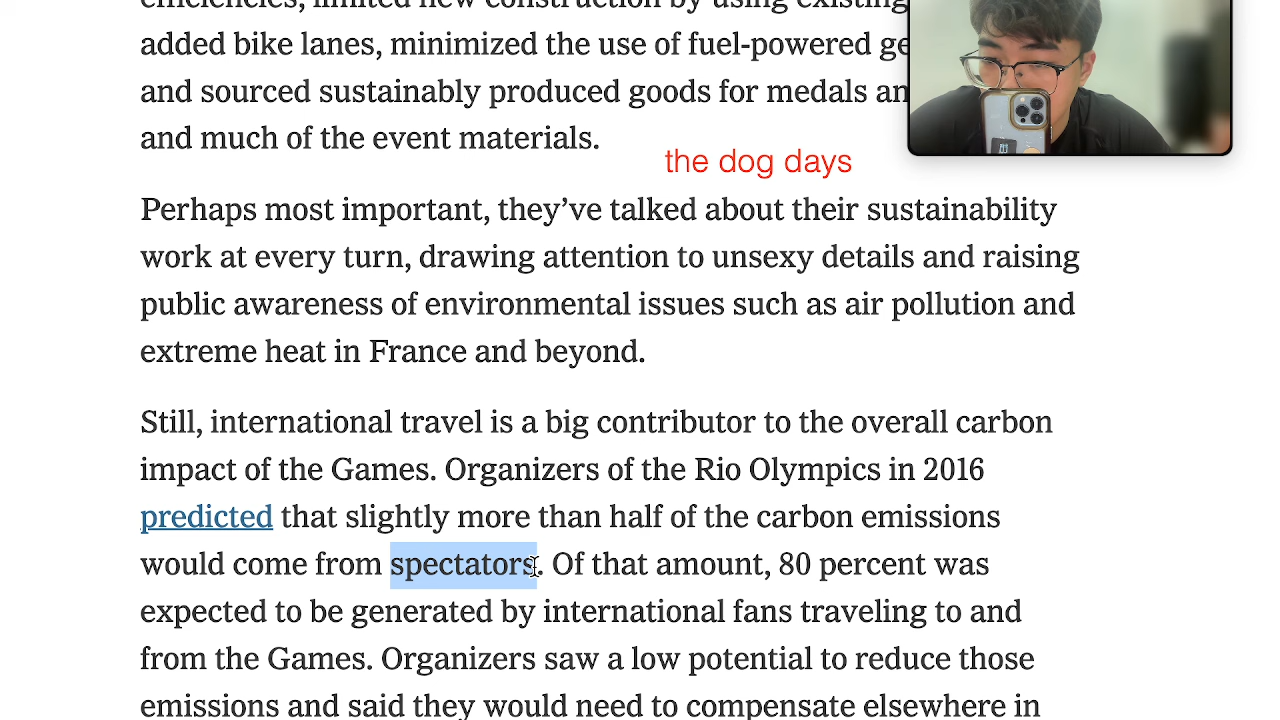 efficiencies, limited new construction by using existing
added bike lanes, minimized the use of fuel-powered ge
and sourced sustainably produced goods for medals an
and much of the event materials.
the dog days
Perhaps most important, they’ve talked about their sustainability
work at every turn, drawing attention to unsexy details and raising
public awareness of environmental issues such as air pollution and
extreme heat in France and beyond.
Still, international travel is a big contributor to the overall carbon
impact of the Games. Organizers of the Rio Olympics in 2016
predicted that slightly more than half of the carbon emissions
would come from spectators. Of that amount, 80 percent was
expected to be generated by international fans traveling to and
from the Games. Organizers saw a low potential to reduce those
emissions and said they would need to compensate elsewhere in